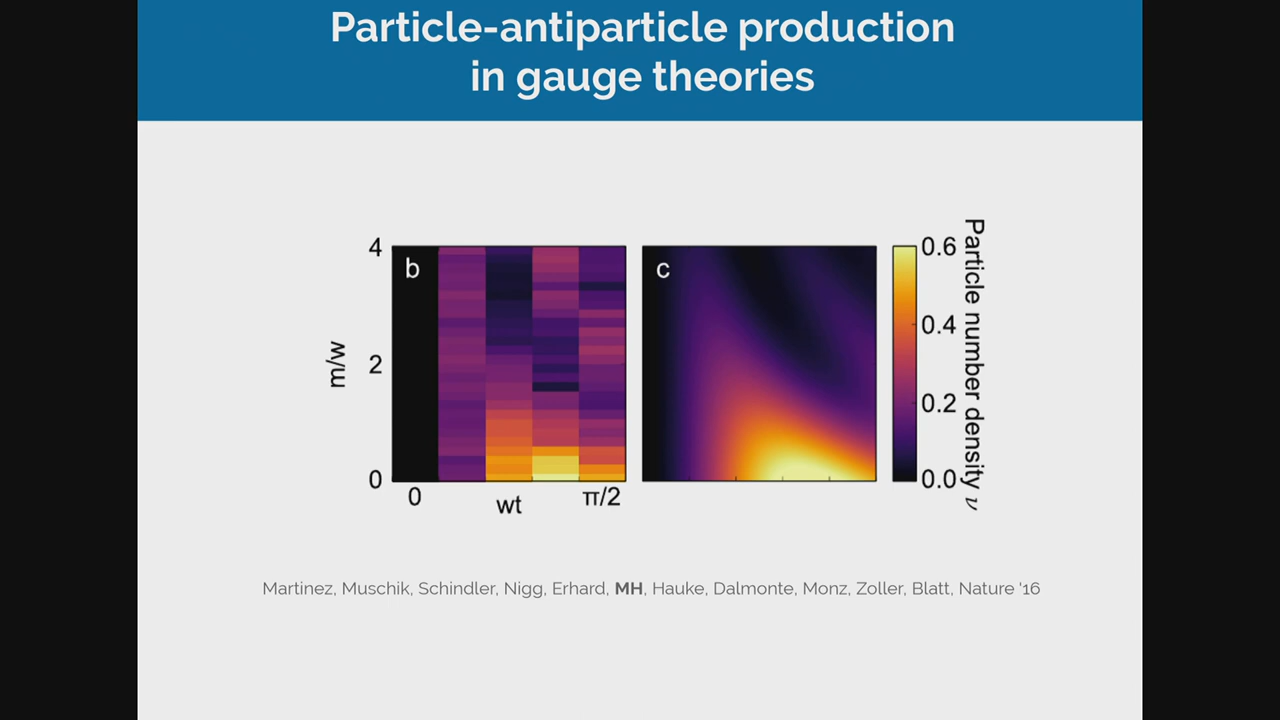 Particle-antiparticle production
in gauge theories
m/w
4
2
0
b
0
wt
π/2
c
0.6
0.4
0.2
0.0
Particle number density ν
Martinez, Muschik, Schindler, Nigg, Erhard, MH, Hauke, Dalmonte, Monz, Zoller, Blatt, Nature '16